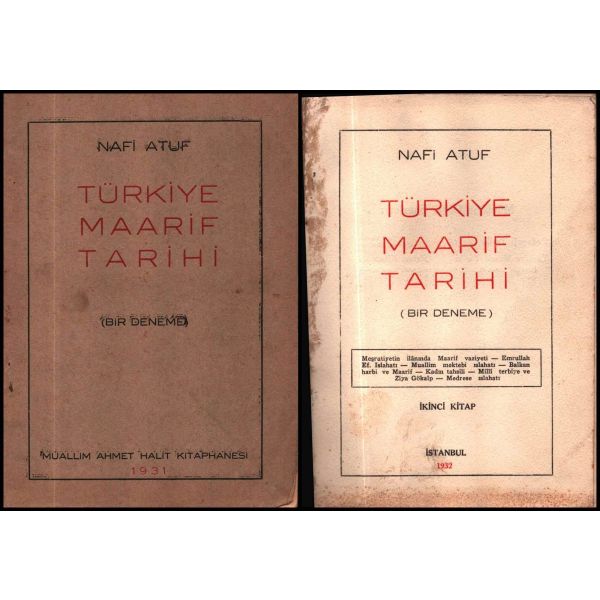 NAFİ ATUF
TÜRKİYE
MAARİF
TARİHİ
(BİR DENEME)
MUALLİM AHMET HALİT KİTAPHANESİ
1931
NAFİ ATUF
TÜRKİYE
MAARİF
TARİHİ
(BİR DENEME)
Meşrutiyetin ilânında Maarif vaziyeti — Emrullah
Ef. Islahatı — Muallim mektebi ıslahatı — Balkan
harbi ve Maarif — Kadın tahsili — Millî terbiye ve
Ziya Gökalp — Medrese ıslahatı
İKİNCİ KİTAP
İSTANBUL
1932